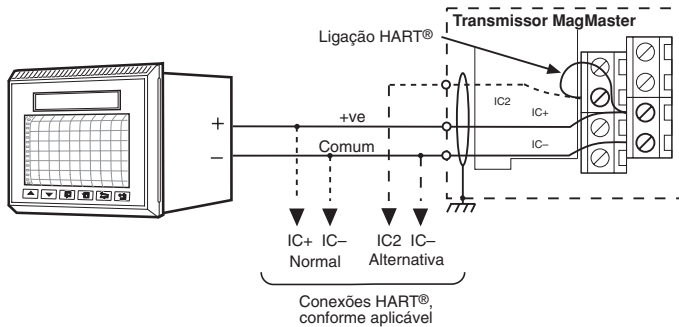 Transmissor MagMaster
Ligação HART®
IC2
+
+ve
IC+
–
Comum
IC–
IC+ IC–
Normal
IC2 IC–
Alternativa
Conexões HART®,
conforme aplicável